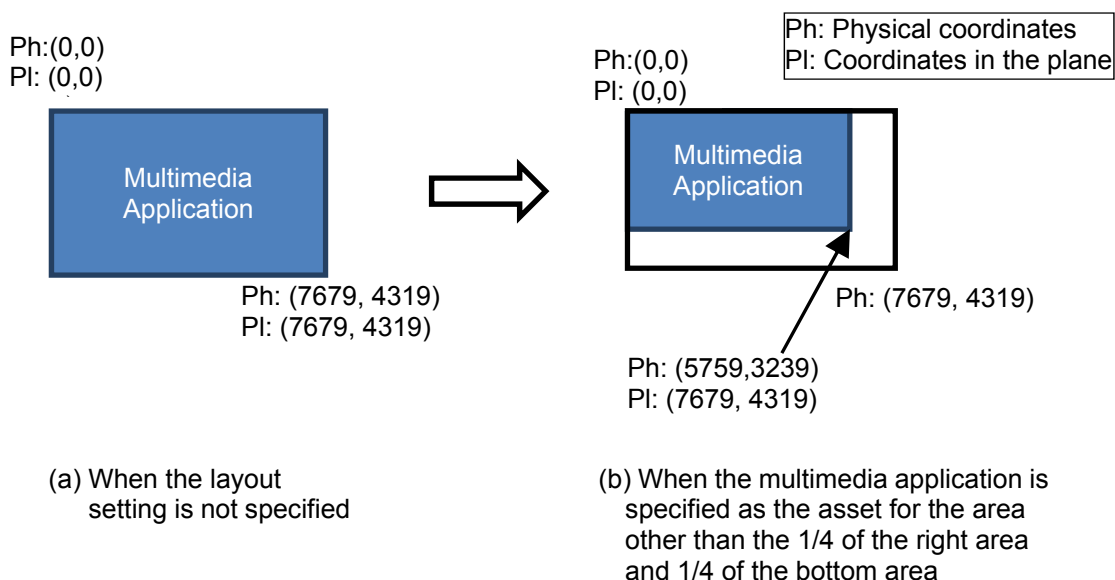 Ph: Physical coordinates
Pl: Coordinates in the plane
Ph:(0,0)
Pl: (0,0)
Multimedia
Application
Ph: (7679, 4319)
Pl: (7679, 4319)
(a) When the layout
setting is not specified
Ph:(0,0)
Pl: (0,0)
Multimedia
Application
Ph: (7679, 4319)
Ph: (5759,3239)
Pl: (7679, 4319)
(b) When the multimedia application is
specified as the asset for the area
other than the 1/4 of the right area
and 1/4 of the bottom area